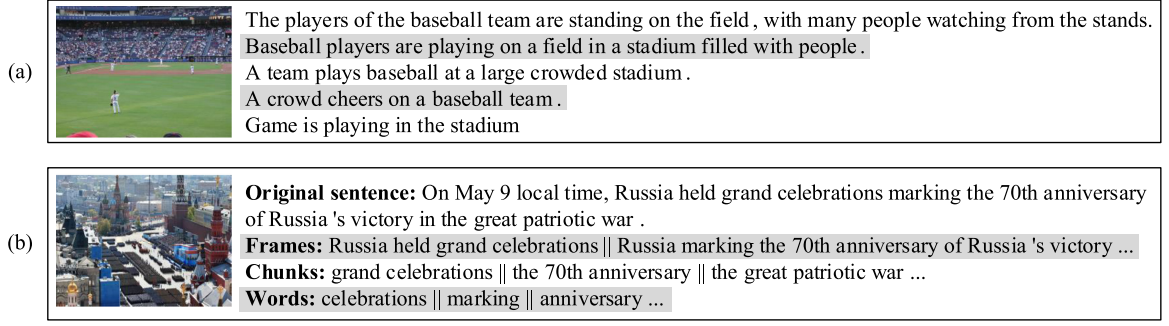 (a)
The players of the baseball team are standing on the field , with many people watching from the stands.
Baseball players are playing on a field in a stadium filled with people .
A team plays baseball at a large crowded stadium .
A crowd cheers on a baseball team .
Game is playing in the stadium
(b)
Original sentence: On May 9 local time, Russia held grand celebrations marking the 70th anniversary
of Russia 's victory in the great patriotic war .
Frames: Russia held grand celebrations || Russia marking the 70th anniversary of Russia 's victory ...
Chunks: grand celebrations || the 70th anniversary || the great patriotic war ...
Words: celebrations || marking || anniversary ...